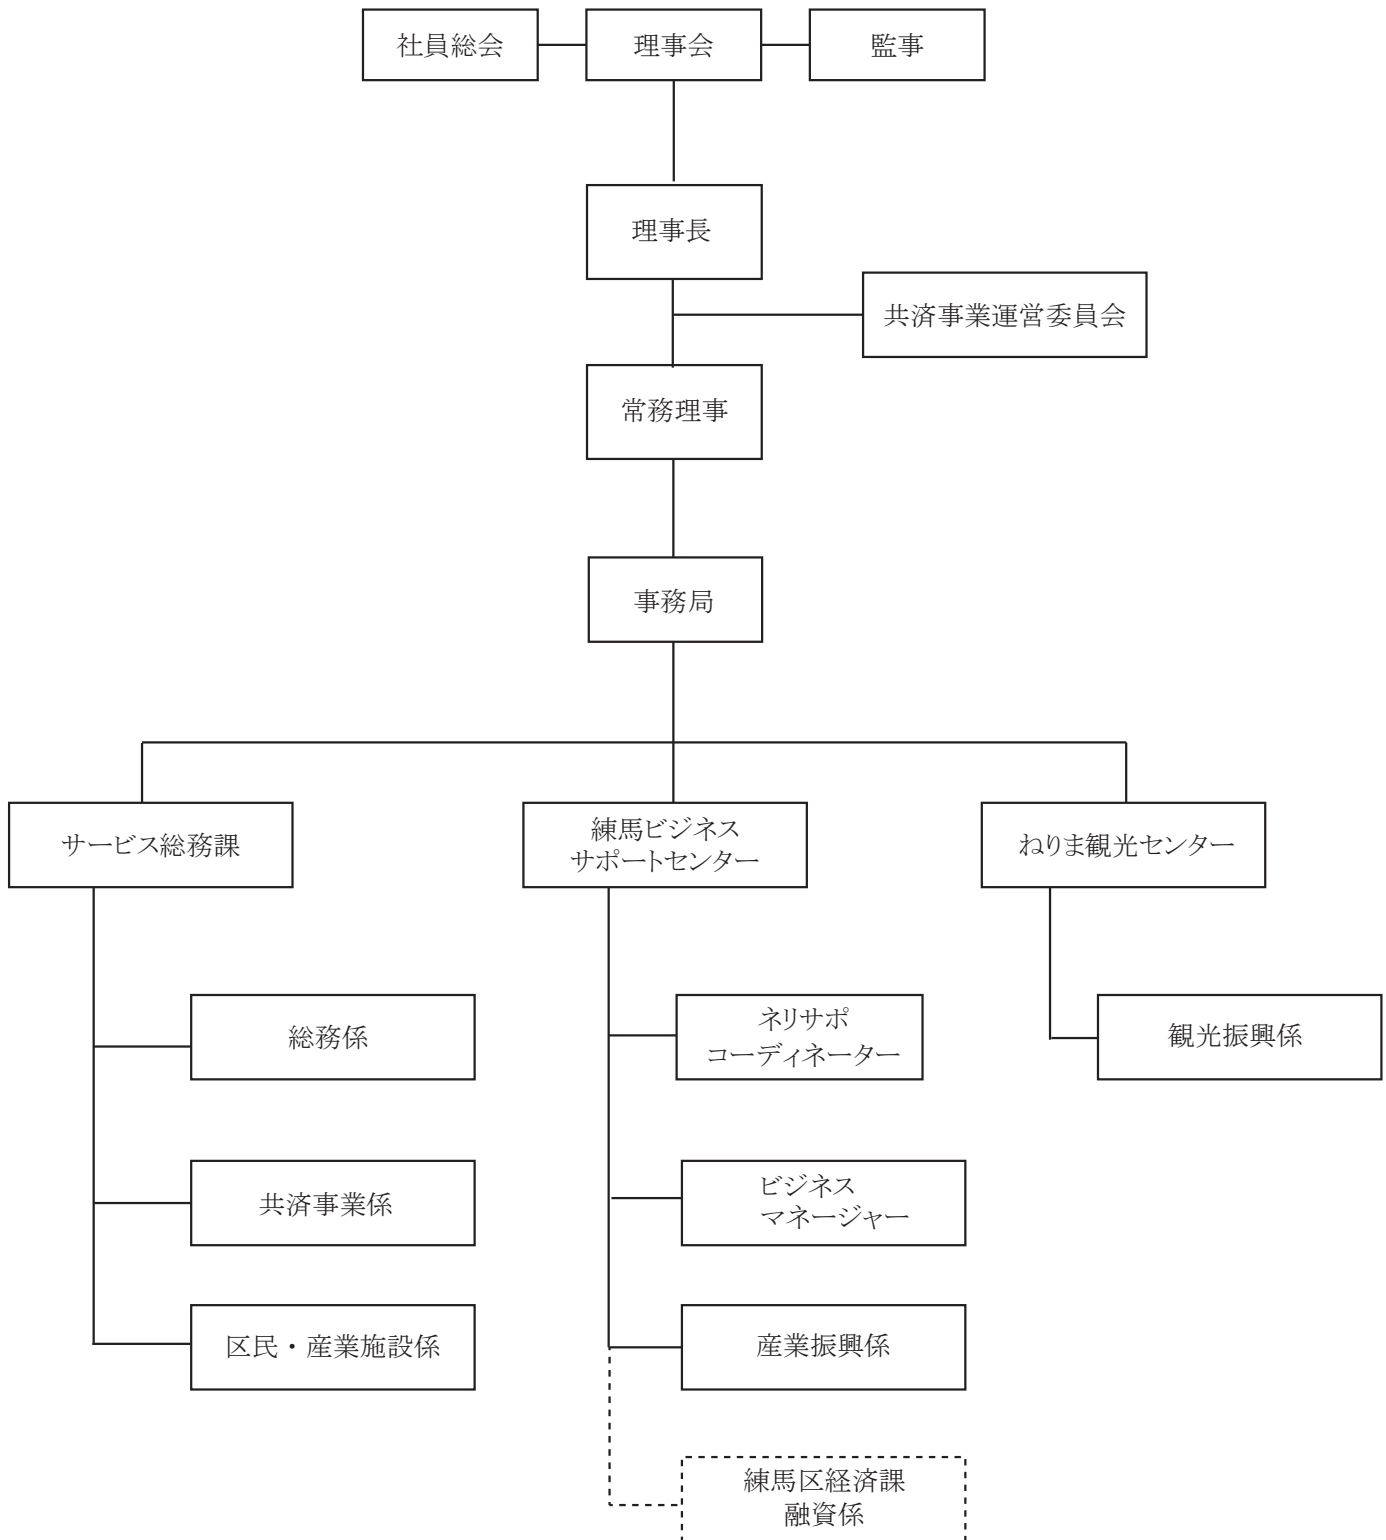 社員総会
理事会
監事
理事長
共済事業運営委員会
常務理事
事務局
サービス総務課
練馬ビジネス
サポートセンター
ねりま観光センター
総務係
ネリサポ
コーディネーター
観光振興係
共済事業係
ビジネス
マネージャー
区民・産業施設係
産業振興係
練馬区経済課
融資係